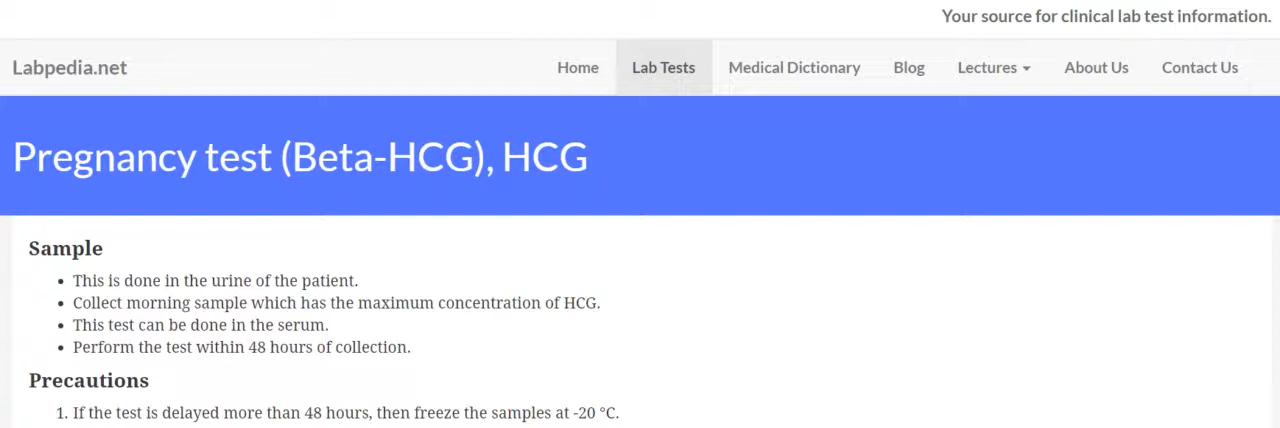 Your source for clinical lab test information.
Labpedia.net Home Lab Tests Medical Dictionary Blog Lectures About Us Contact Us
Pregnancy test (Beta-HCG), HCG
Sample
• This is done in the urine of the patient.
• Collect morning sample which has the maximum concentration of HCG.
• This test can be done in the serum.
• Perform the test within 48 hours of collection.
Precautions
1. If the test is delayed more than 48 hours, then freeze the samples at -20 °C.